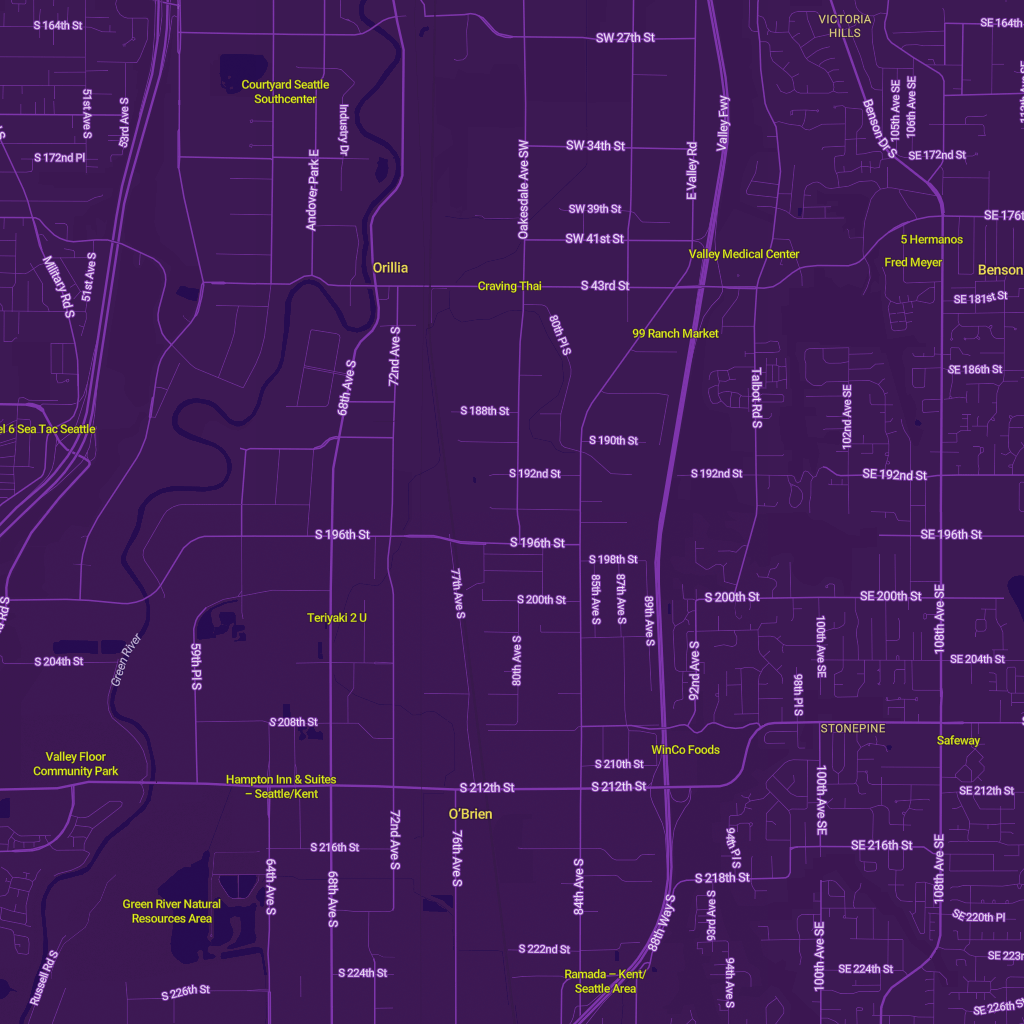 VICTORIA
HILLS
S 164th St
SE 164th
SW 27th St
Courtyard Seattle
Southcenter
51st Ave S
53rd Ave S
Industry Dr
Valley Fwy
105th Ave SE
106th Ave SE
Benson Dr S
S 172nd Pl
SW 34th St
SE 172nd St
Andover Park E
Oakesdale Ave SW
E Valley Rd
SW 39th St
SE 176t
SW 41st St
5 Hermanos
Valley Medical Center
Fred Meyer
Orillia
Benson
Military Rd S
51st Ave S
Craving Thai
S 43rd St
SE 181st St
80th Pl S
99 Ranch Market
72nd Ave S
68th Ave S
SE 186th St
Talbot Rd S
102nd Ave SE
S 188th St
el 6 Sea Tac Seattle
S 190th St
S 192nd St
S 192nd St
SE 192nd St
S 196th St
S 196th St
SE 196th St
S 198th St
77th Ave S
85th Ave S
87th Ave S
89th Ave S
S 200th St
S 200th St
SE 200th St
108th Ave SE
Teriyaki 2 U
Green River
59th Pl S
80th Ave S
92nd Ave S
100th Ave SE
S 204th St
SE 204th St
98th Pl S
S 208th St
STONEPINE
Safeway
WinCo Foods
Valley Floor
Community Park
S 210th St
Hampton Inn & Suites
– Seattle/Kent
S 212th St
S 212th St
SE 212th St
100th Ave SE
O'Brien
72nd Ave S
76th Ave S
94th Pl S
S 216th St
SE 216th St
108th Ave SE
64th Ave S
68th Ave S
84th Ave S
S 218th St
Green River Natural
Resources Area
93rd Ave S
88th Way S
SE 220th Pl
S 222nd St
100th Ave SE
SE 223r
Russell Rd S
S 224th St
SE 224th St
94th Ave S
Ramada – Kent/
Seattle Area
S 226th St
SE 226th St